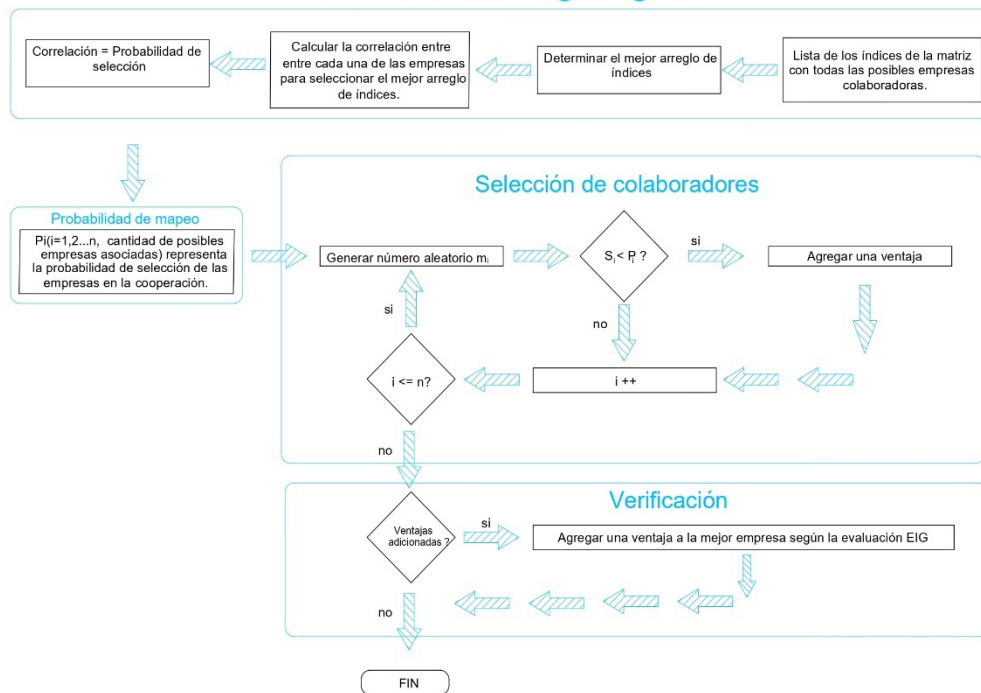 Correlación = Probabilidad de
selección
Calcular la correlación entre
entre cada una de las empresas
para seleccionar el mejor arreglo
de índices.
Determinar el mejor arreglo de
índices
Lista de los índices de la matriz
con todas las posibles empresas
colaboradoras.
Probabilidad de mapeo
Pi(i=1,2...n, cantidad de posibles
empresas asociadas) representa
la probabilidad de selección de las
empresas en la cooperación.
Selección de colaboradores
Generar número aleatorio mᵢ
Sᵢ < Pᵢ ?
si
Agregar una ventaja
no
si
i <= n?
i ++
no
Verificación
Ventajas
adicionadas ?
si
Agregar una ventaja a la mejor empresa según la evaluación EIG
no
FIN